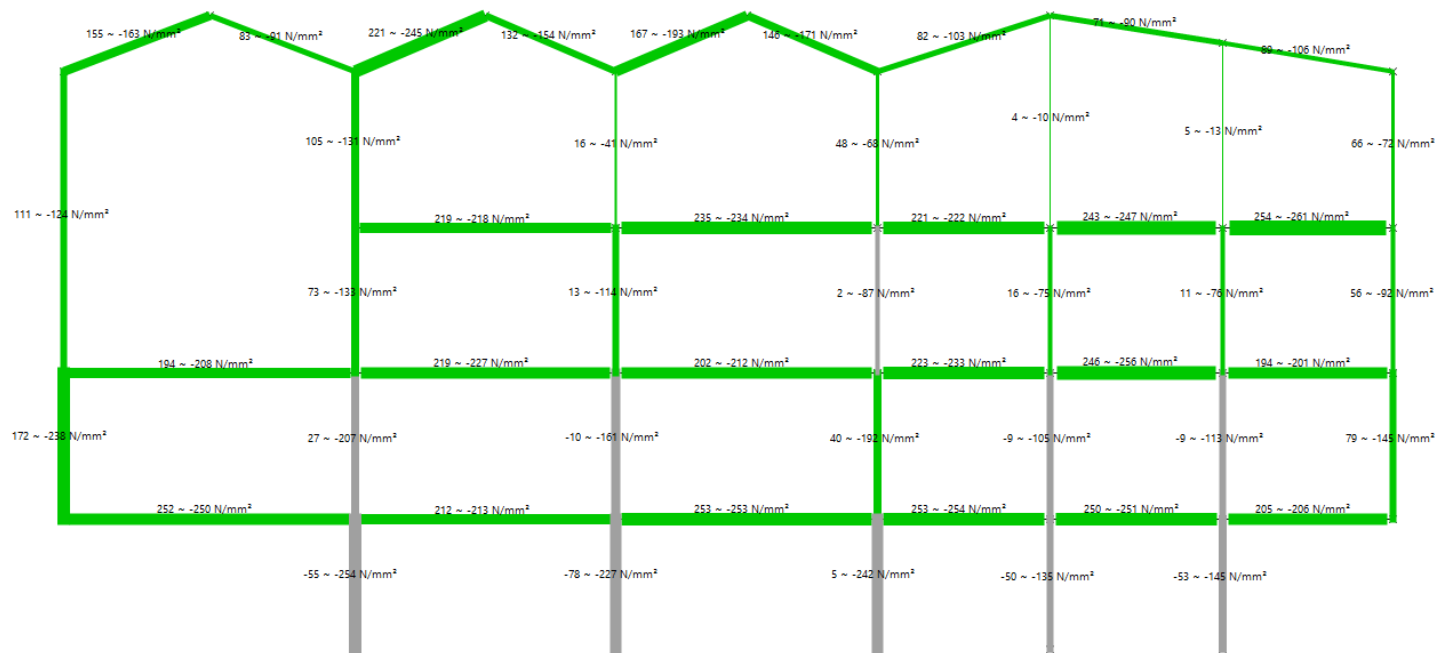 155 ~ -163 N/mm²
83 ~ -91 N/mm²
221 ~ -245 N/mm²
132 ~ -154 N/mm²
167 ~ -193 N/mm²
146 ~ -171 N/mm²
82 ~ -103 N/mm²
71 ~ -90 N/mm²
89 ~ -106 N/mm²
105 ~ -131 N/mm²
16 ~ -41 N/mm²
48 ~ -68 N/mm²
4 ~ -10 N/mm²
5 ~ -13 N/mm²
66 ~ -72 N/mm²
111 ~ -124 N/mm²
219 ~ -218 N/mm²
235 ~ -234 N/mm²
221 ~ -222 N/mm²
243 ~ -247 N/mm²
254 ~ -261 N/mm²
73 ~ -133 N/mm²
13 ~ -114 N/mm²
2 ~ -87 N/mm²
16 ~ -75 N/mm²
11 ~ -76 N/mm²
56 ~ -92 N/mm²
194 ~ -208 N/mm²
219 ~ -227 N/mm²
202 ~ -212 N/mm²
223 ~ -233 N/mm²
246 ~ -256 N/mm²
194 ~ -201 N/mm²
172 ~ -238 N/mm²
27 ~ -207 N/mm²
-10 ~ -161 N/mm²
40 ~ -192 N/mm²
-9 ~ -105 N/mm²
-9 ~ -113 N/mm²
79 ~ -145 N/mm²
252 ~ -250 N/mm²
212 ~ -213 N/mm²
253 ~ -253 N/mm²
253 ~ -254 N/mm²
250 ~ -251 N/mm²
205 ~ -206 N/mm²
-55 ~ -254 N/mm²
-78 ~ -227 N/mm²
5 ~ -242 N/mm²
-50 ~ -135 N/mm²
-53 ~ -145 N/mm²